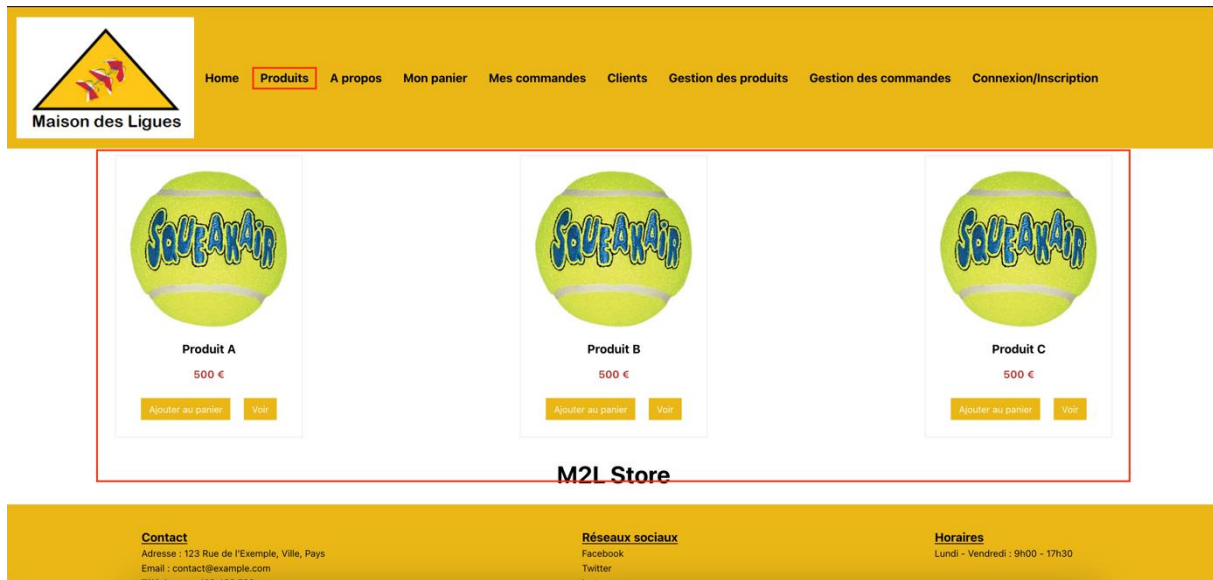 Maison des Ligues
Home Produits A propos Mon panier Mes commandes Clients Gestion des produits Gestion des commandes Connexion/Inscription
SQUEAKAIR SQUEAKAIR SQUEAKAIR
Produit A Produit B Produit C
500 € 500 € 500 €
Ajouter au panier Voir Ajouter au panier Voir Ajouter au panier Voir
M2L Store
Contact Réseaux sociaux Horaires
Adresse : 123 Rue de l'Exemple, Ville, Pays Facebook Lundi - Vendredi : 9h00 - 17h30
Email : contact@example.com Twitter